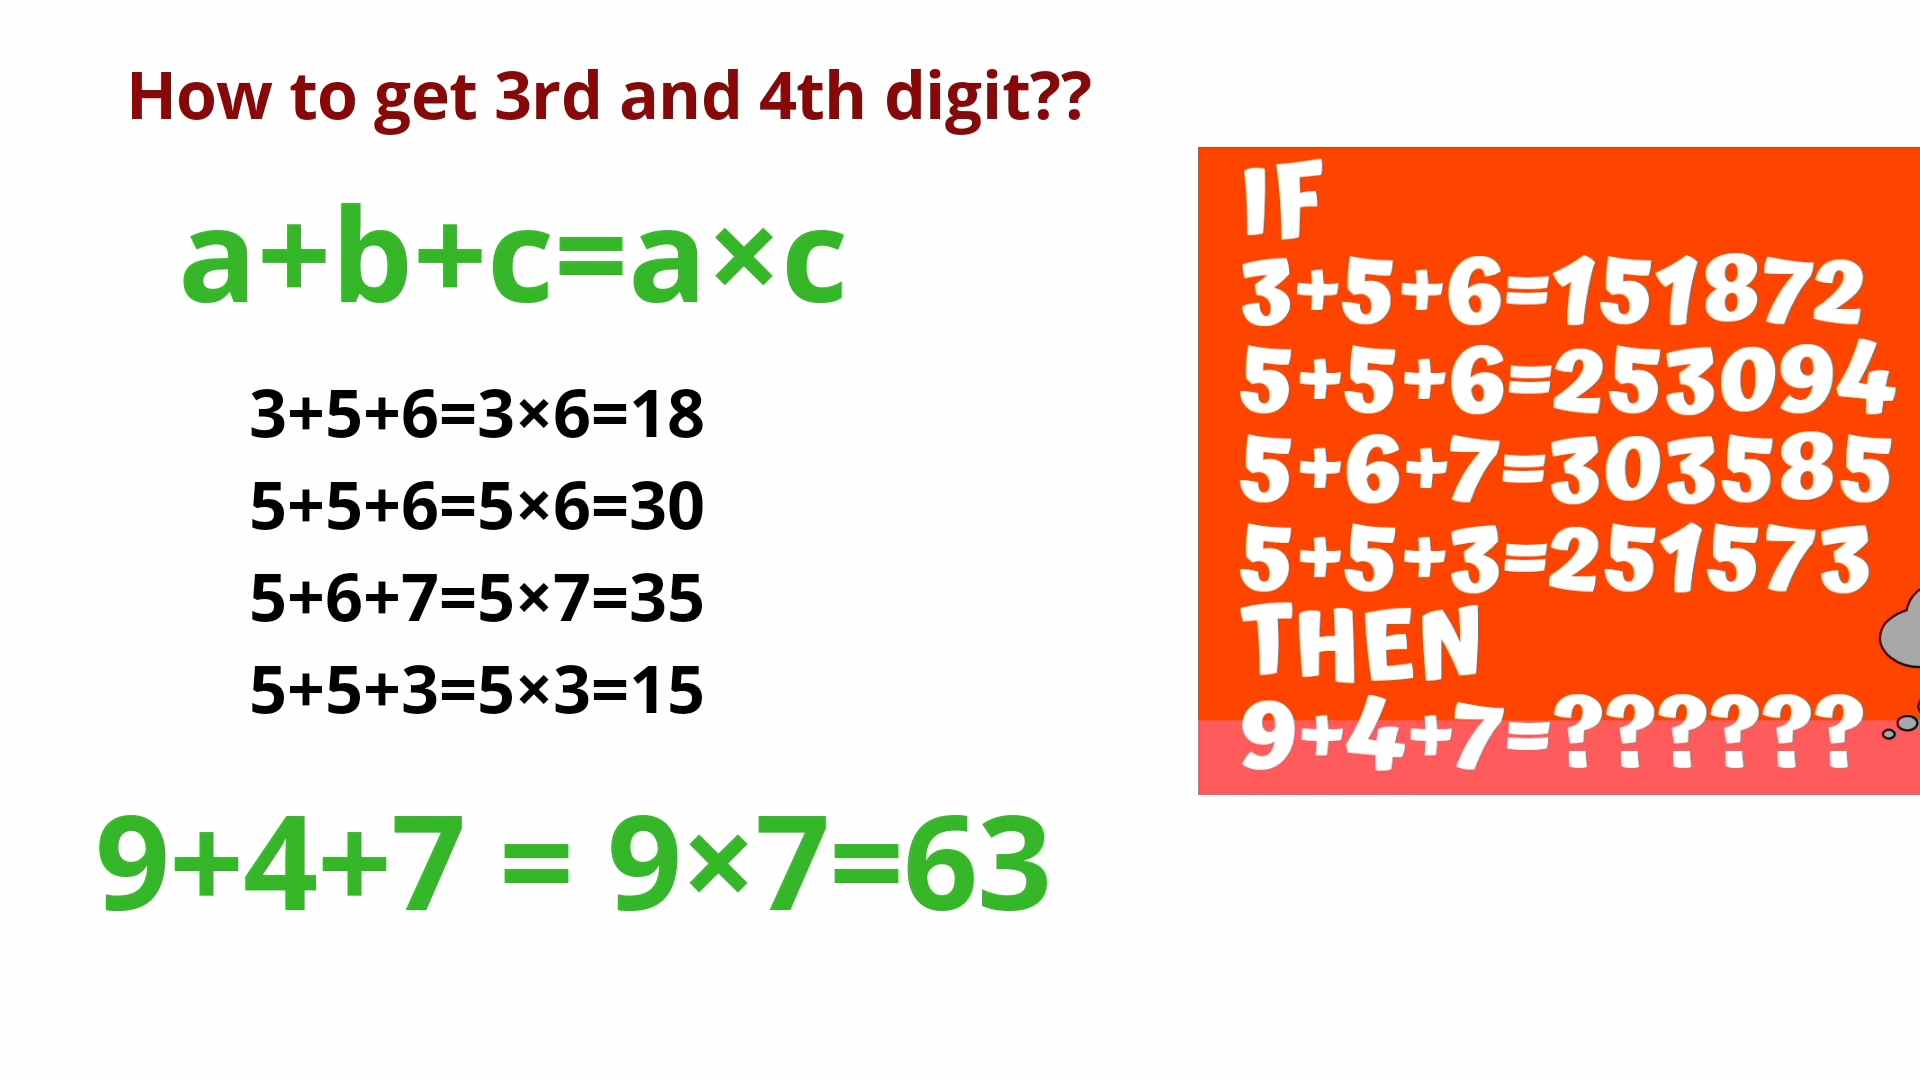 How to get 3rd and 4th digit??
a+b+c=a×c
3+5+6=3×6=18
5+5+6=5×6=30
5+6+7=5×7=35
5+5+3=5×3=15
9+4+7 = 9×7=63
IF
3+5+6=151872
5+5+6=253094
5+6+7=303585
5+5+3=251573
THEN
9+4+7=??????